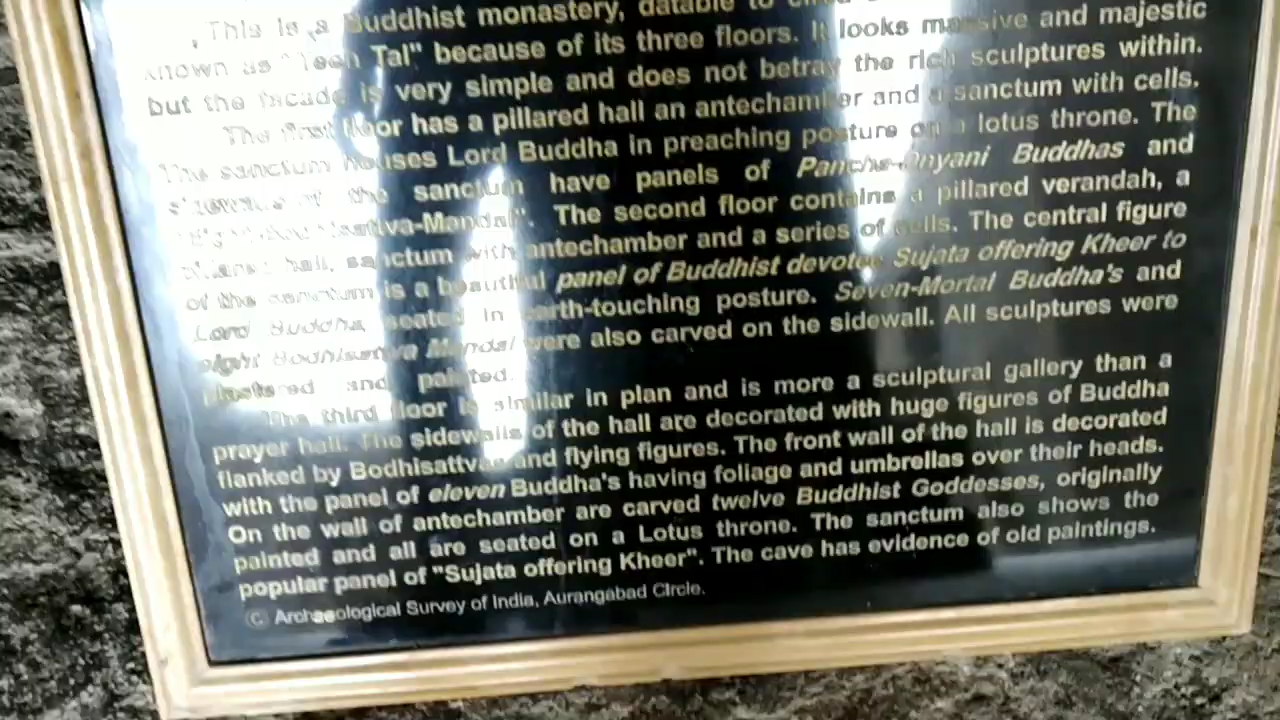 This is a Buddhist monastery, datable to
known as "Teen Tal" because of its three floors. It looks massive and majestic
but the facade is very simple and does not betray the rich sculptures within.
The first floor has a pillared hall an antechamber and a sanctum with cells.
The sanctum houses Lord Buddha in preaching posture on a lotus throne. The
of the sanctum have panels of Pancha-Dhyani Buddhas and
The second floor contains a pillared verandah, a
pillared hall, sanctum with antechamber and a series of cells. The central figure
of the sanctum is a beautiful panel of Buddhist devotee Sujata offering Kheer to
Lord Buddha, seated in earth-touching posture. Seven-Mortal Buddha's and
eight Bodhisattva Mandal were also carved on the sidewall. All sculptures were
plastered and painted.
The third floor is similar in plan and is more a sculptural gallery than a
prayer hall. The sidewalls of the hall are decorated with huge figures of Buddha
flanked by Bodhisattvas and flying figures. The front wall of the hall is decorated
with the panel of eleven Buddha's having foliage and umbrellas over their heads.
On the wall of antechamber are carved twelve Buddhist Goddesses, originally
painted and all are seated on a Lotus throne. The sanctum also shows the
popular panel of "Sujata offering Kheer". The cave has evidence of old paintings.
© Archaeological Survey of India, Aurangabad Circle.